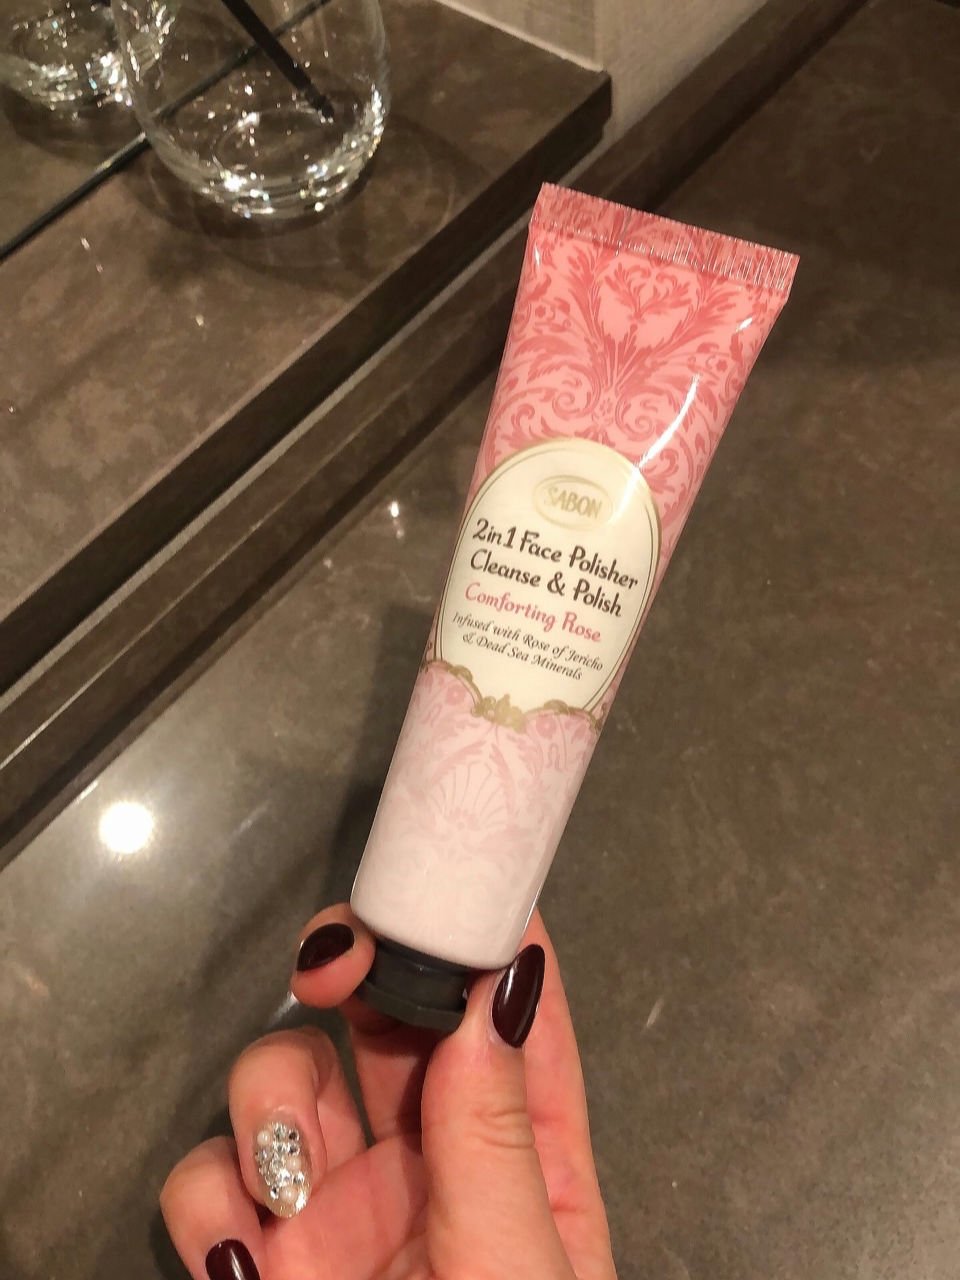 SABON
2in1 Face Polisher
Cleanse & Polish
Comforting Rose
Infused with Rose of Jericho
& Dead Sea Minerals